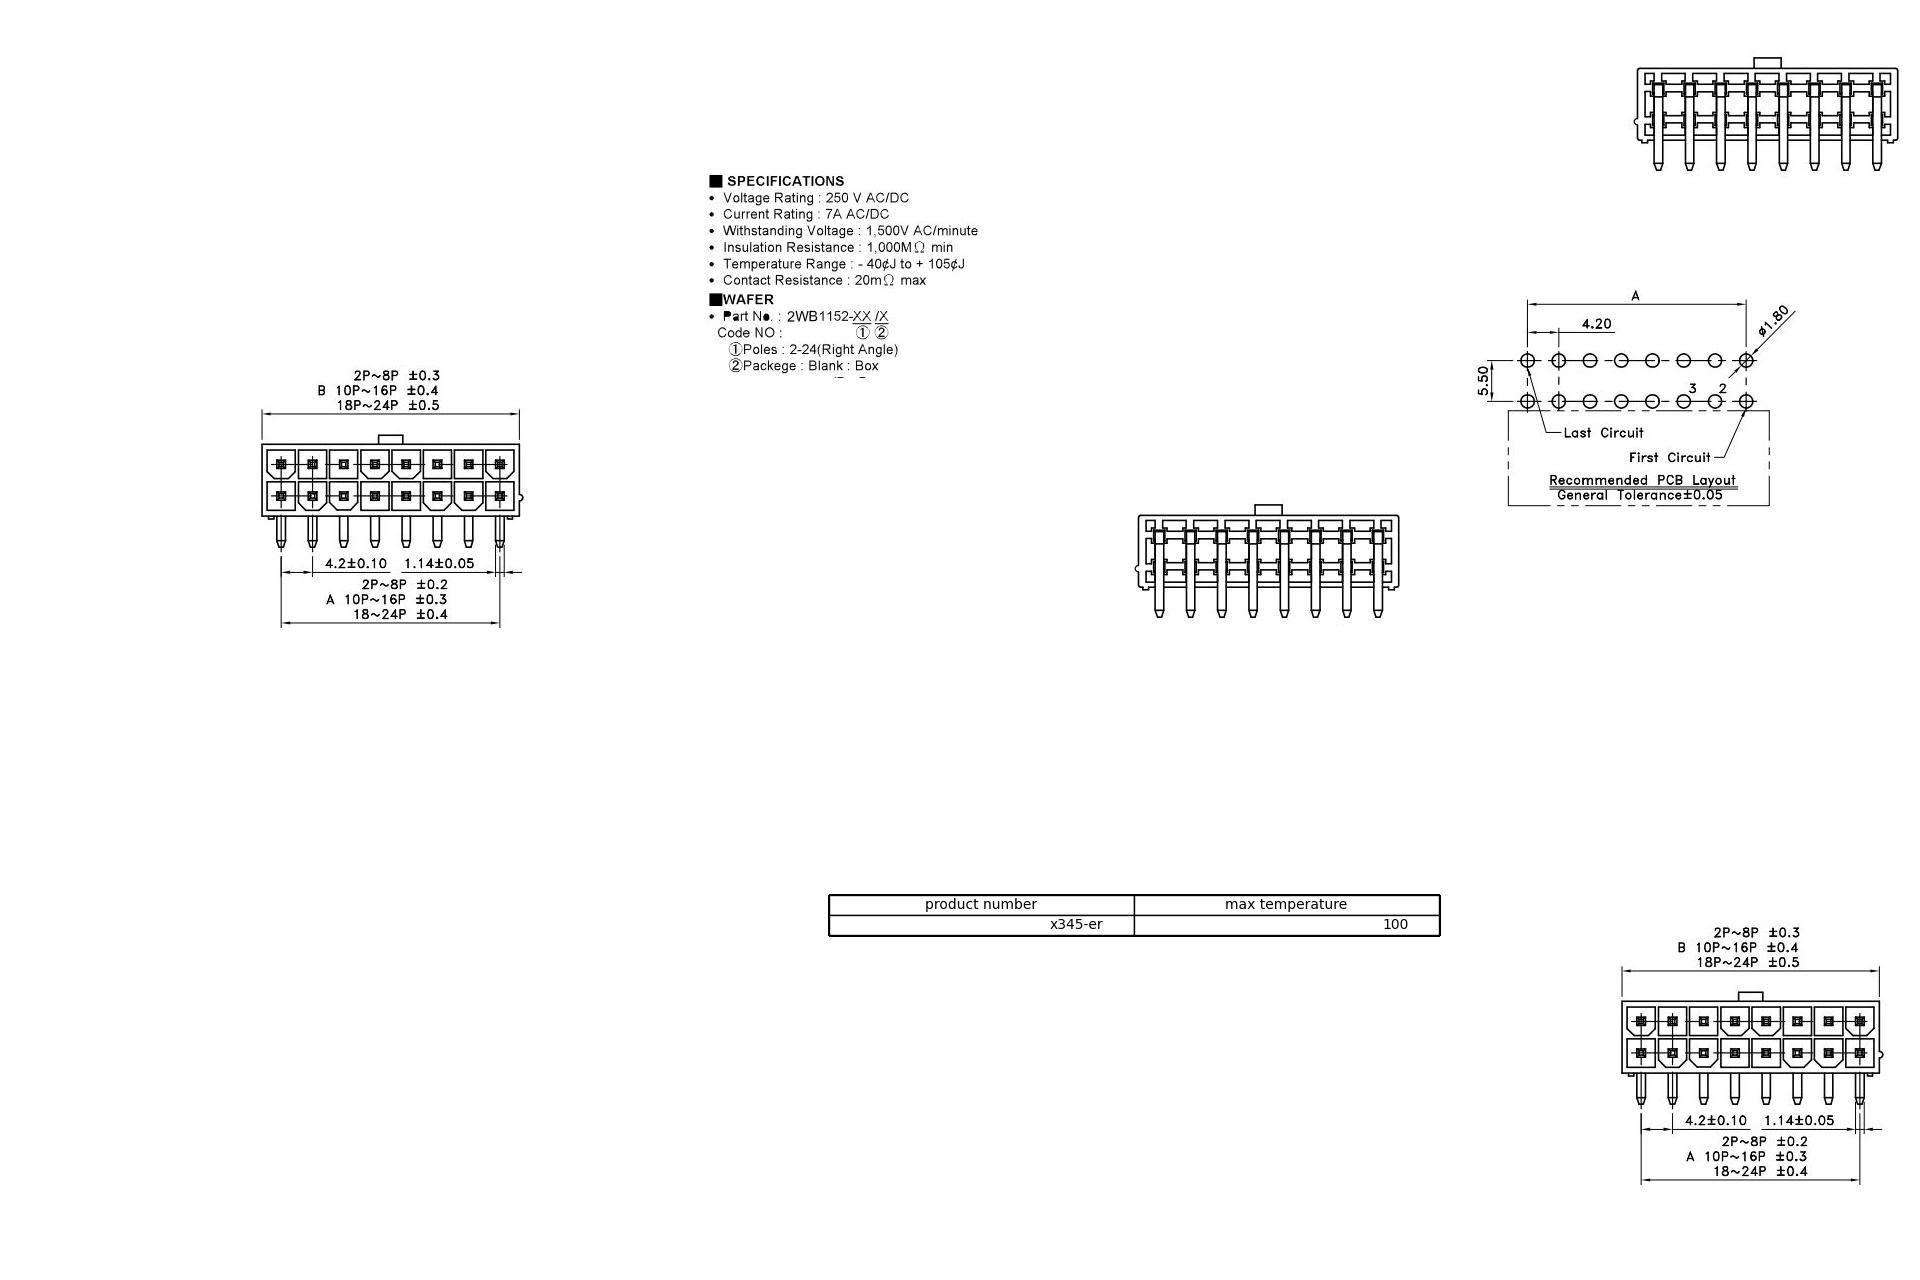 ■ SPECIFICATIONS
• Voltage Rating : 250 V AC/DC
• Current Rating : 7A AC/DC
• Withstanding Voltage : 1,500V AC/minute
• Insulation Resistance : 1,000MΩ min
• Temperature Range : - 40¢J to + 105¢J
• Contact Resistance : 20mΩ max
■WAFER
• Part No. : 2WB1152-XX /X
Code NO : ① ②
①Poles : 2-24(Right Angle)
②Packege : Blank : Box
A
4.20
ø1.80
5.50
3 2
Last Circuit
First Circuit
Recommended PCB Layout
General Tolerance±0.05
2P~8P ±0.3
B 10P~16P ±0.4
18P~24P ±0.5
4.2±0.10 1.14±0.05
2P~8P ±0.2
A 10P~16P ±0.3
18~24P ±0.4
product number max temperature
x345-er 100
2P~8P ±0.3
B 10P~16P ±0.4
18P~24P ±0.5
4.2±0.10 1.14±0.05
2P~8P ±0.2
A 10P~16P ±0.3
18~24P ±0.4